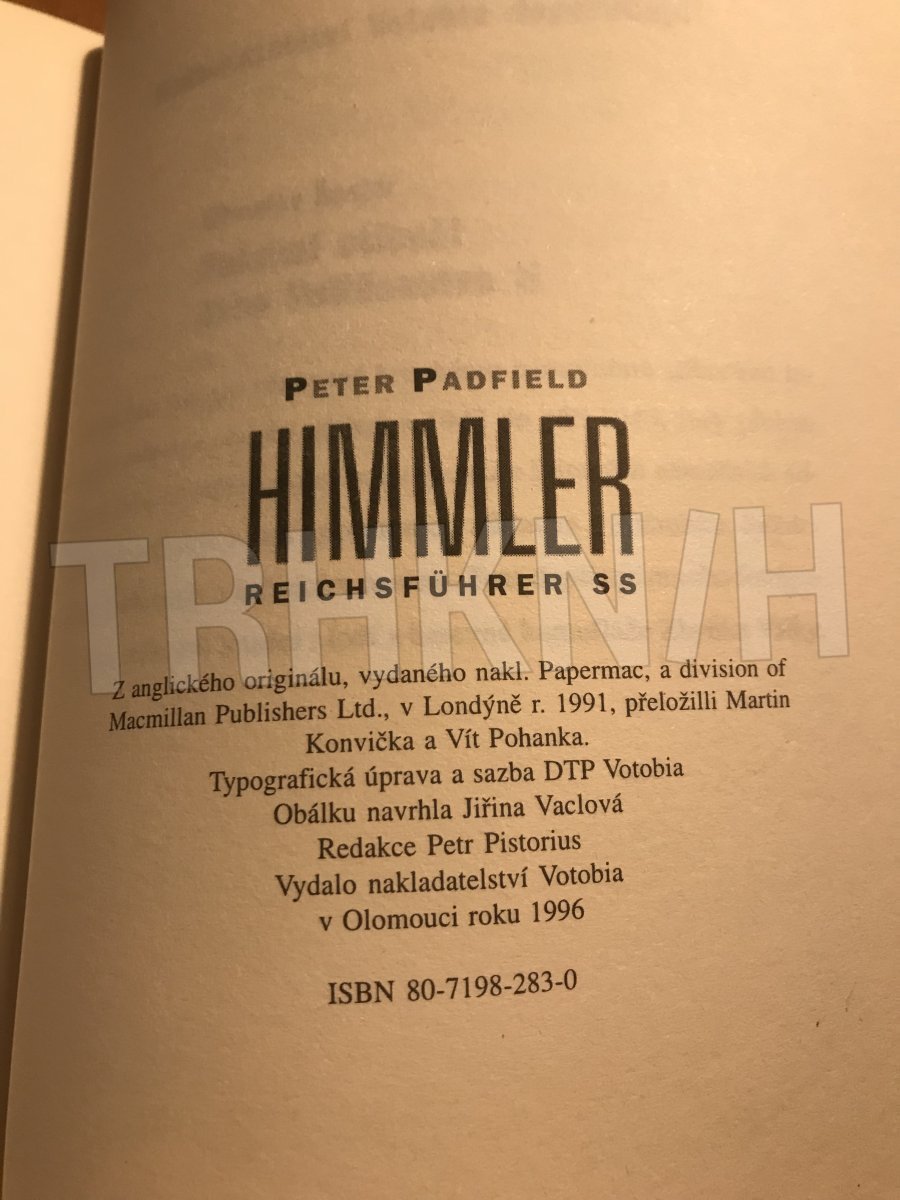 PETER PADFIELD
HIMMLER
REICHSFÜHRER SS
TRHKN/H
Z anglického originálu, vydaného nakl. Papermac, a division of
Macmillan Publishers Ltd., v Londýně r. 1991, přeložilli Martin
Konvička a Vít Pohanka.
Typografická úprava a sazba DTP Votobia
Obálku navrhla Jiřina Vaclová
Redakce Petr Pistorius
Vydalo nakladatelství Votobia
v Olomouci roku 1996
ISBN 80-7198-283-0